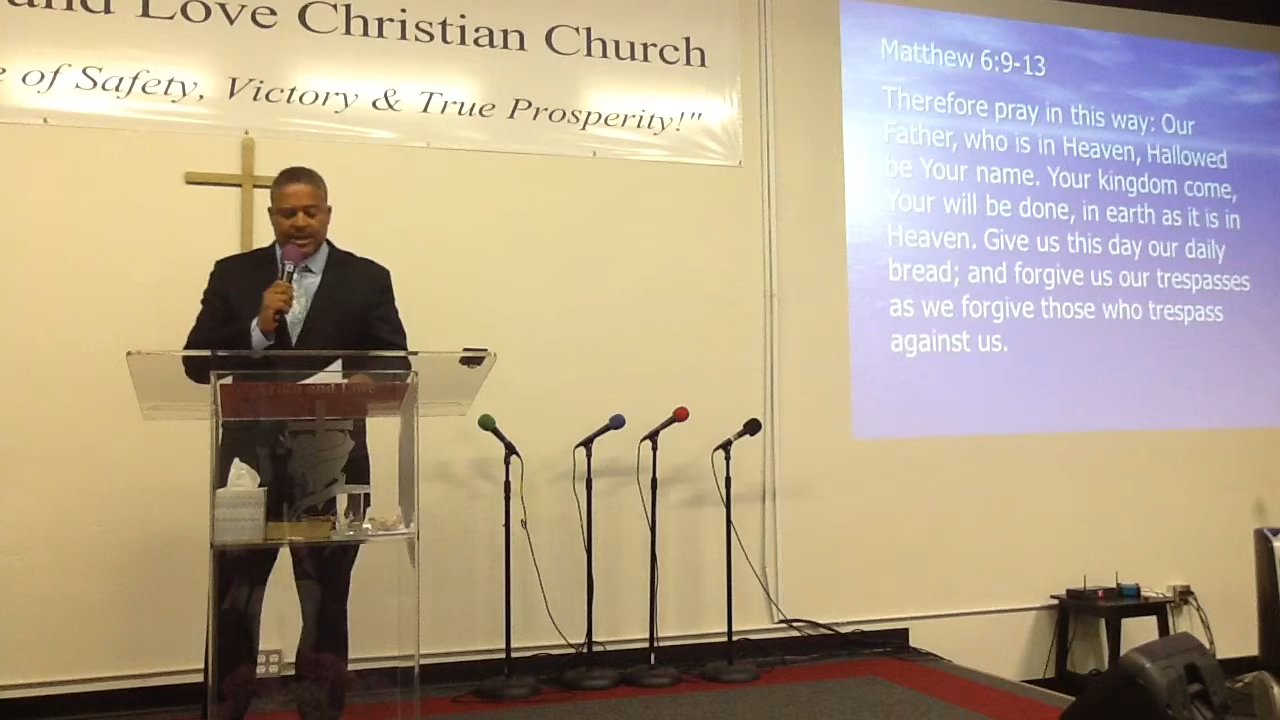 and Love Christian Church
of Safety, Victory & True Prosperity!"
Matthew 6:9-13
Therefore pray in this way: Our
Father, who is in Heaven, Hallowed
be Your name. Your kingdom come,
Your will be done, in earth as it is in
Heaven. Give us this day our daily
bread; and forgive us our trespasses
as we forgive those who trespass
against us.
Truth and Love